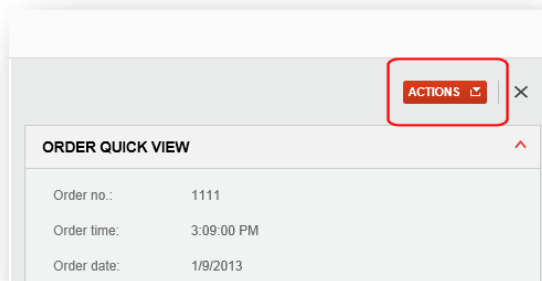 ACTIONS
ORDER QUICK VIEW
Order no.: 1111
Order time: 3:09:00 PM
Order date: 1/9/2013